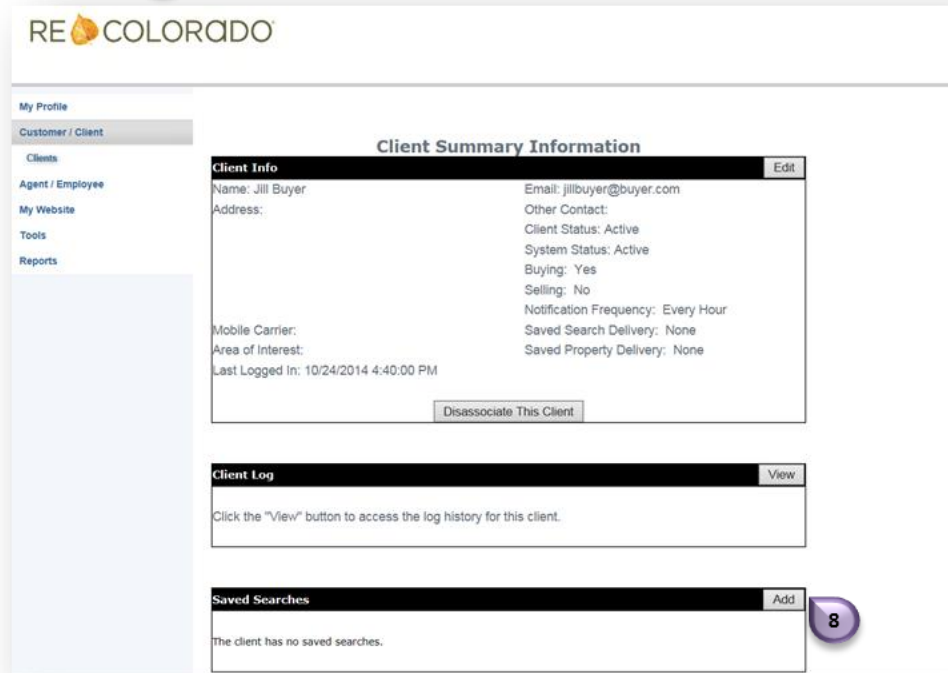 RE COLORADO
My Profile
Customer / Client
Clients
Agent / Employee
My Website
Tools
Reports
Client Summary Information
Client Info Edit
Name: Jill Buyer Email: jillbuyer@buyer.com
Address: Other Contact:
Client Status: Active
System Status: Active
Buying: Yes
Selling: No
Notification Frequency: Every Hour
Mobile Carrier: Saved Search Delivery: None
Area of Interest: Saved Property Delivery: None
Last Logged In: 10/24/2014 4:40:00 PM
Disassociate This Client
Client Log View
Click the "View" button to access the log history for this client.
Saved Searches Add
8
The client has no saved searches.